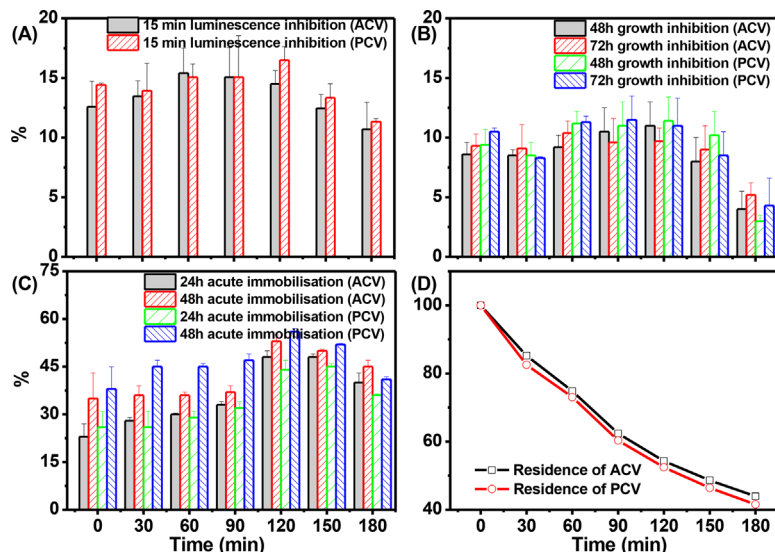 (A)
15 min luminescence inhibition (ACV)
15 min luminescence inhibition (PCV)
20
15
10
5
0
%
(B)
48h growth inhibition (ACV)
72h growth inhibition (ACV)
48h growth inhibition (PCV)
72h growth inhibition (PCV)
20
15
10
5
0
(C)
24h acute immobilisation (ACV)
48h acute immobilisation (ACV)
24h acute immobilisation (PCV)
48h acute immobilisation (PCV)
75
60
45
30
15
0
%
0 30 60 90 120 150 180
Time (min)
(D)
100
80
60
40
Residence of ACV
Residence of PCV
0 30 60 90 120 150 180
Time (min)